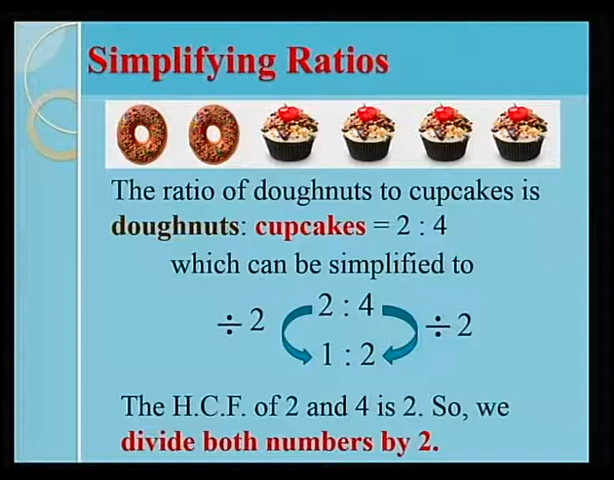 Simplifying Ratios
The ratio of doughnuts to cupcakes is
doughnuts: cupcakes = 2 : 4
which can be simplified to
÷ 2 2 : 4 ÷ 2
1 : 2
The H.C.F. of 2 and 4 is 2. So, we
divide both numbers by 2.